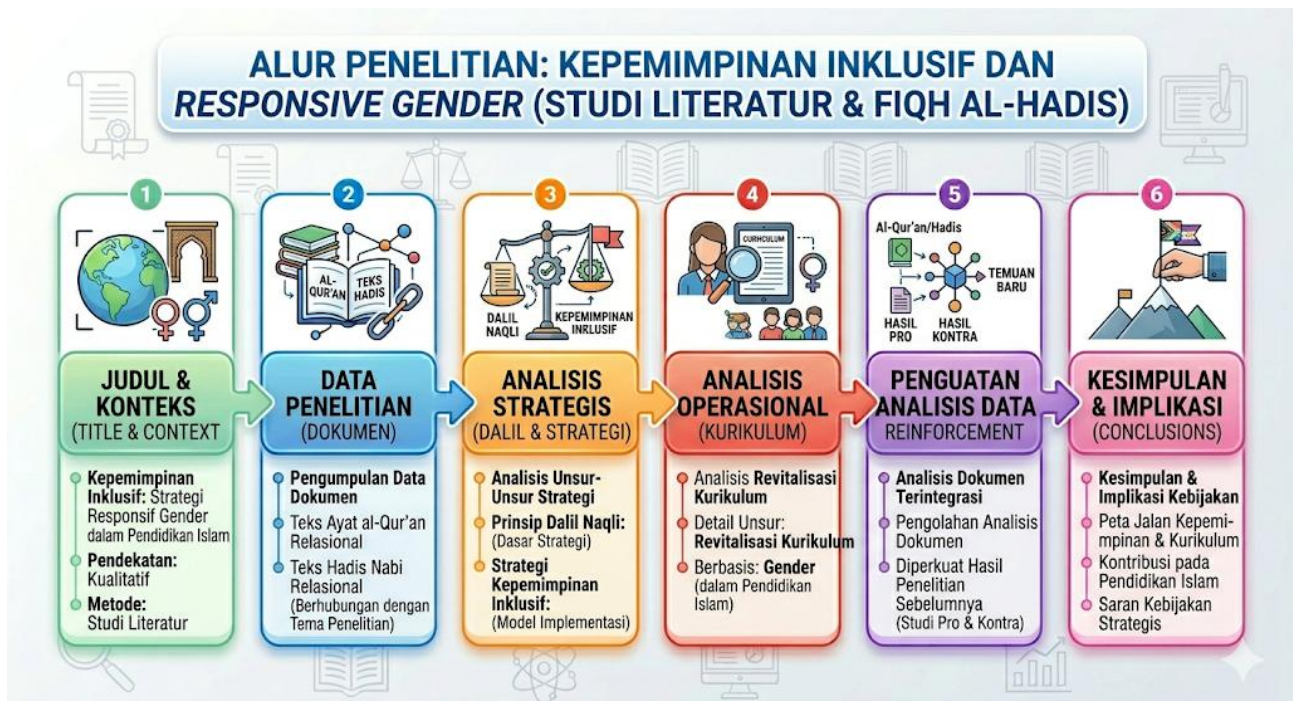 ALUR PENELITIAN: KEPEMIMPINAN INKLUSIF DAN
RESPONSIVE GENDER (STUDI LITERATUR & FIQH AL-HADIS)
1
JUDUL &
KONTEKS
(TITLE & CONTEXT
Kepemimpinan
Inklusif: Strategi
Responsif Gender
dalam Pendidikan Islam
Pendekatan:
Kualitatif
Metode:
Studi Literatur
2
AL-
QUR'AN
TEKS
HADIS
DATA
PENELITIAN
(DOKUMEN)
Pengumpulan Data
Dokumen
Teks Ayat al-Qur'an
Relasional
Teks Hadis Nabi
Relasional
(Berhubungan dengan
Tema Penelitian)
3
DALIL
NAQLI
KEPEMIMPINAN
INKLUSIF
ANALISIS
STRATEGIS
(DALIL & STRATEGI)
Analisis Unsur-
Unsur Strategi
Prinsip Dalil Naqli:
(Dasar Strategi)
Strategi
Kepemimpinan
Inklusif:
(Model Implementasi)
4
ANALISIS
OPERASIONAL
(KURIKULUM)
Analisis Revitalisasi
Kurikulum
Detail Unsur:
Revitalisasi Kurikulum
Berbasis: Gender
(dalam Pendidikan
Islam)
5
Al-Qur'an/Hadis
TEMUAN
BARU
HASIL
PRO
HASIL
KONTRA
PENGUATAN
ANALISIS DATA
REINFORCEMENT
Analisis Dokumen
Terintegrasi
Pengolahan Analisis
Dokumen
Diperkuat Hasil
Penelitian
Sebelumnya
(Studi Pro & Kontra)
6
KESIMPULAN
& IMPLIKASI
(CONCLUSIONS)
Kesimpulan &
Implikasi Kebijakan
Peta Jalan Kepemi-
mpinan & Kurikulum
Kontribusi pada
Pendidikan Islam
Saran Kebijakan
Strategis